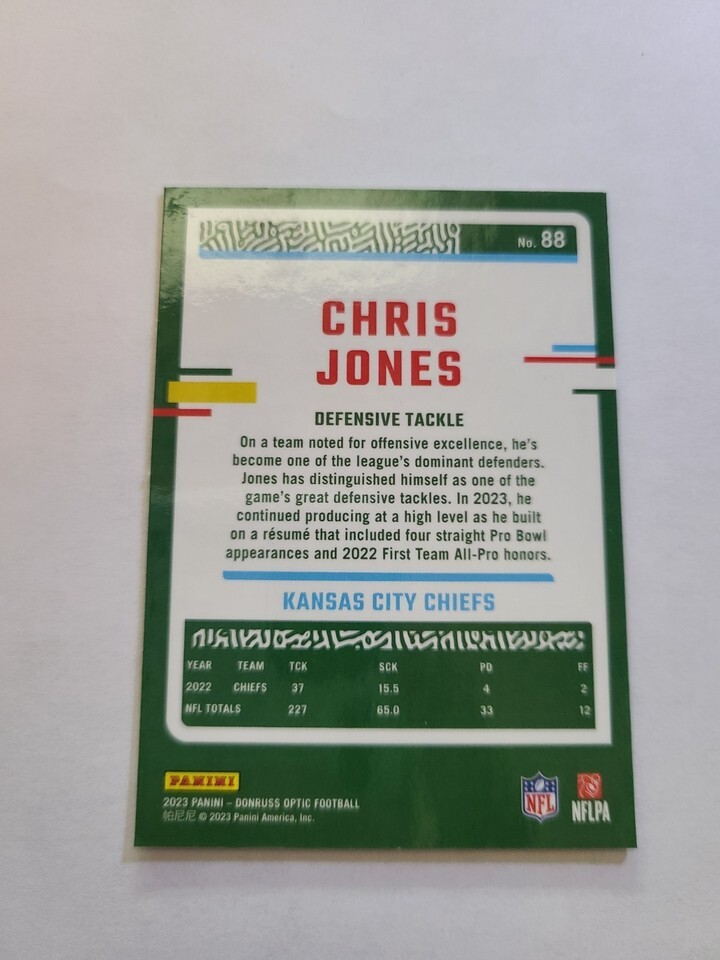 No. 88
CHRIS
JONES
DEFENSIVE TACKLE
On a team noted for offensive excellence, he's
become one of the league's dominant defenders.
Jones has distinguished himself as one of the
game's great defensive tackles. In 2023, he
continued producing at a high level as he built
on a résumé that included four straight Pro Bowl
appearances and 2022 First Team All-Pro honors.
KANSAS CITY CHIEFS
YEAR TEAM TCK SCK PD FF
2022 CHIEFS 37 15.5 4 2
NFL TOTALS 227 65.0 33 12
PANINI
2023 PANINI – DONRUSS OPTIC FOOTBALL
帕尼尼 © 2023 Panini America, Inc.
NFL
NFLPA